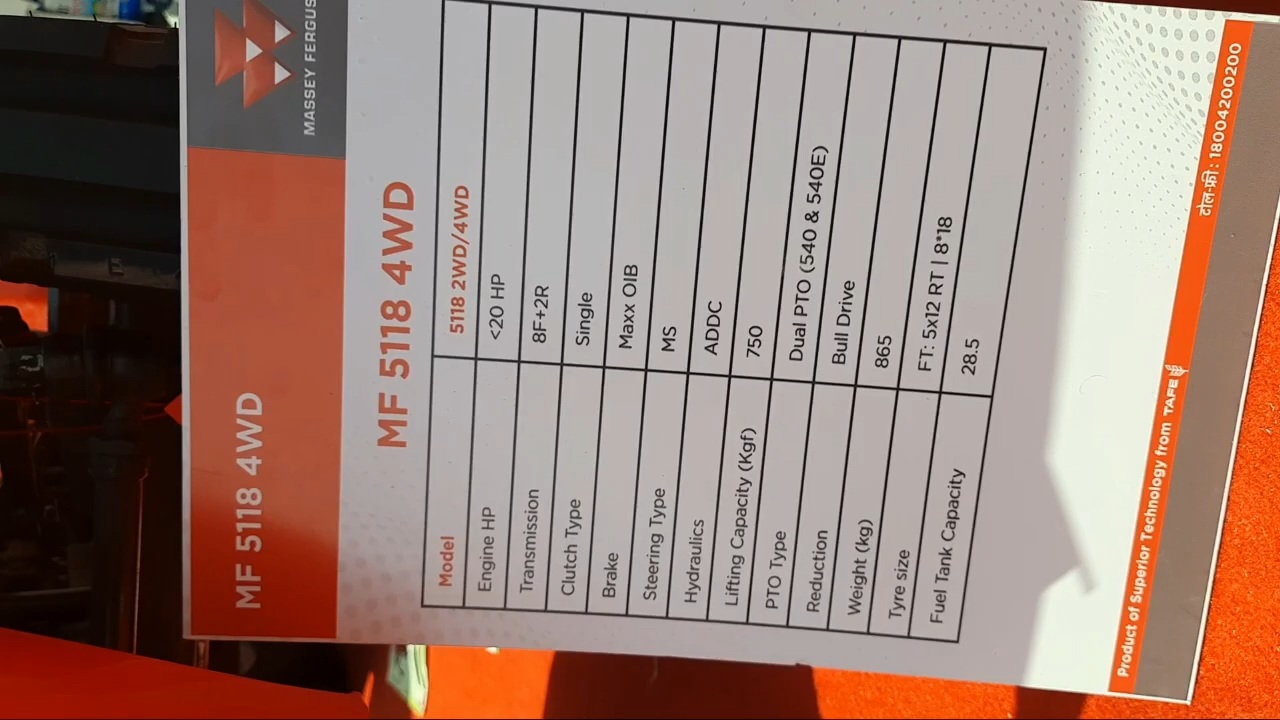 MF 5118 4WD
MASSEY FERGUS
MF 5118 4WD
Model 5118 2WD/4WD
Engine HP <20 HP
Transmission 8F+2R
Clutch Type Single
Brake Maxx OIB
Steering Type MS
Hydraulics ADDC
Lifting Capacity (Kgf) 750
PTO Type Dual PTO (540 & 540E)
Reduction Bull Drive
Weight (kg) 865
Tyre size FT: 5x12 RT | 8*18
Fuel Tank Capacity 28.5
Product of Superior Technology from TAFE
टोल-फ्री: 18004200200